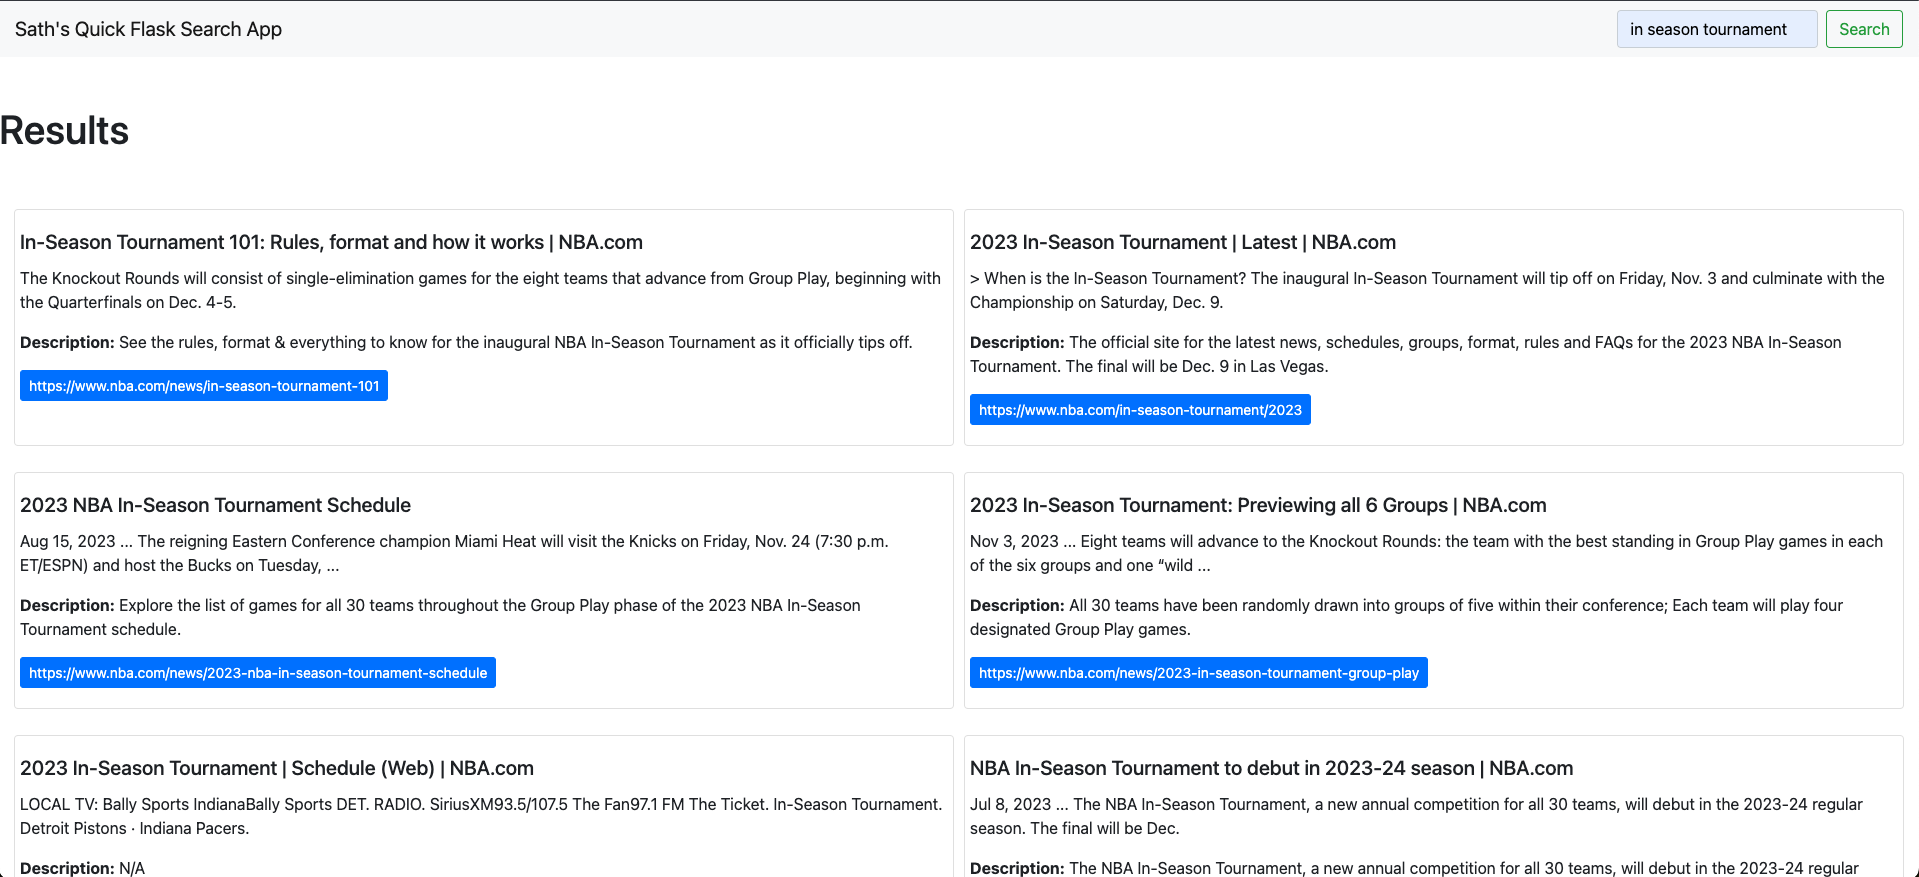 Sath's Quick Flask Search App
in season tournament
Search
Results
In-Season Tournament 101: Rules, format and how it works | NBA.com
The Knockout Rounds will consist of single-elimination games for the eight teams that advance from Group Play, beginning with
the Quarterfinals on Dec. 4-5.
Description: See the rules, format & everything to know for the inaugural NBA In-Season Tournament as it officially tips off.
https://www.nba.com/news/in-season-tournament-101
2023 In-Season Tournament | Latest | NBA.com
> When is the In-Season Tournament? The inaugural In-Season Tournament will tip off on Friday, Nov. 3 and culminate with the
Championship on Saturday, Dec. 9.
Description: The official site for the latest news, schedules, groups, format, rules and FAQs for the 2023 NBA In-Season
Tournament. The final will be Dec. 9 in Las Vegas.
https://www.nba.com/in-season-tournament/2023
2023 NBA In-Season Tournament Schedule
Aug 15, 2023 ... The reigning Eastern Conference champion Miami Heat will visit the Knicks on Friday, Nov. 24 (7:30 p.m.
ET/ESPN) and host the Bucks on Tuesday, ...
Description: Explore the list of games for all 30 teams throughout the Group Play phase of the 2023 NBA In-Season
Tournament schedule.
https://www.nba.com/news/2023-nba-in-season-tournament-schedule
2023 In-Season Tournament: Previewing all 6 Groups | NBA.com
Nov 3, 2023 ... Eight teams will advance to the Knockout Rounds: the team with the best standing in Group Play games in each
of the six groups and one “wild ...
Description: All 30 teams have been randomly drawn into groups of five within their conference; Each team will play four
designated Group Play games.
https://www.nba.com/news/2023-in-season-tournament-group-play
2023 In-Season Tournament | Schedule (Web) | NBA.com
LOCAL TV: Bally Sports IndianaBally Sports DET. RADIO. SiriusXM93.5/107.5 The Fan97.1 FM The Ticket. In-Season Tournament.
Detroit Pistons · Indiana Pacers.
Description: N/A
NBA In-Season Tournament to debut in 2023-24 season | NBA.com
Jul 8, 2023 ... The NBA In-Season Tournament, a new annual competition for all 30 teams, will debut in the 2023-24 regular
season. The final will be Dec.
Description: The NBA In-Season Tournament, a new annual competition for all 30 teams, will debut in the 2023-24 regular